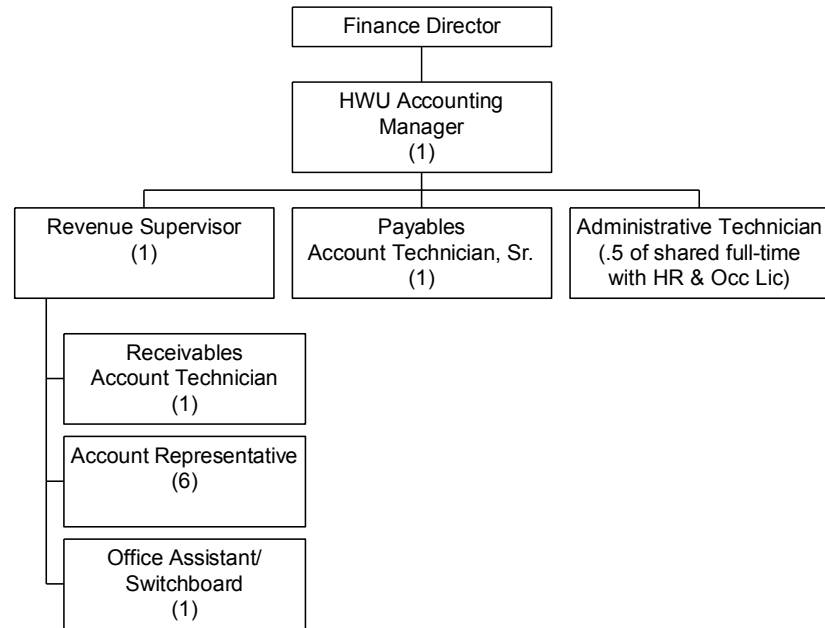 Finance Director
HWU Accounting
Manager
(1)
Revenue Supervisor
(1)
Payables
Account Technician, Sr.
(1)
Administrative Technician
(.5 of shared full-time
with HR & Occ Lic)
Receivables
Account Technician
(1)
Account Representative
(6)
Office Assistant/
Switchboard
(1)